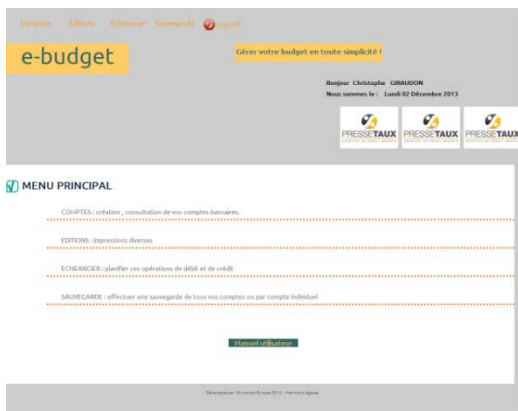 Comptes Editions Echeancier Sauvegarde Log Off
e-budget
Gérer votre budget en toute simplicité !
Bonjour Christophe GIRAUDON
Nous sommes le : Lundi 02 Décembre 2013
PRESSETAUX PRESSETAUX PRESSETAUX
MENU PRINCIPAL
COMPTES : création , consultation de vos comptes bancaires.
EDITIONS : impressions diverses
ECHEANCIER : planifier ces opérations de débit et de crédit
SAUVEGARDE : effectuer une sauvegarde de tous vos comptes ou par compte individuel
Manuel utilisateur